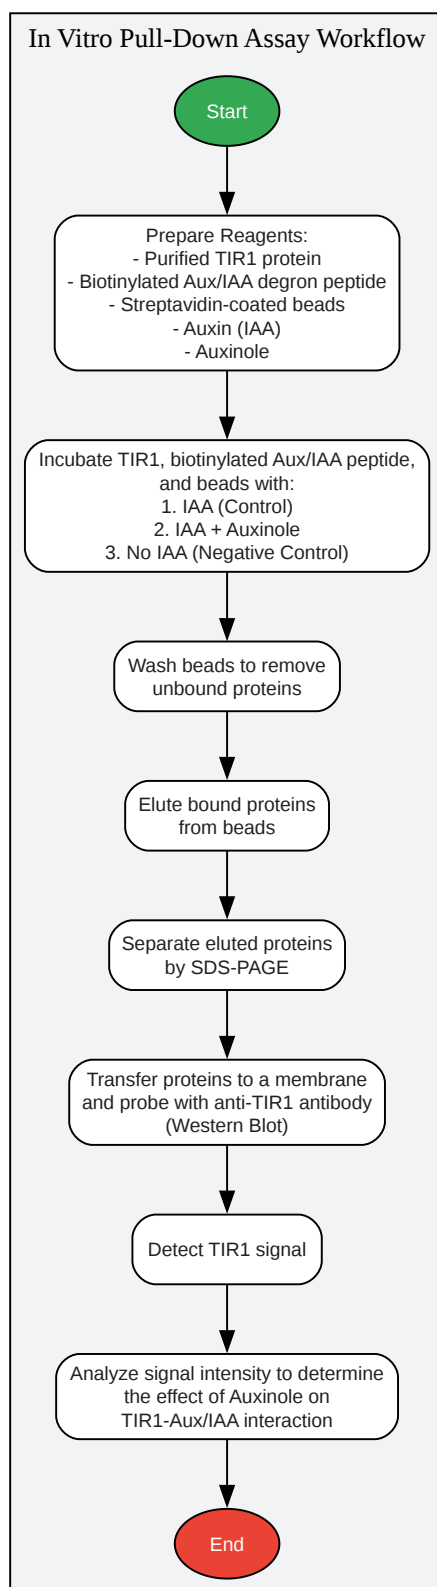 In Vitro Pull-Down Assay Workflow
Start
Prepare Reagents:
- Purified TIR1 protein
- Biotinylated Aux/IAA degron peptide
- Streptavidin-coated beads
- Auxin (IAA)
- Auxinole
Incubate TIR1, biotinylated Aux/IAA peptide,
and beads with:
1. IAA (Control)
2. IAA + Auxinole
3. No IAA (Negative Control)
Wash beads to remove
unbound proteins
Elute bound proteins
from beads
Separate eluted proteins
by SDS-PAGE
Transfer proteins to a membrane
and probe with anti-TIR1 antibody
(Western Blot)
Detect TIR1 signal
Analyze signal intensity to determine
the effect of Auxinole on
TIR1-Aux/IAA interaction
End